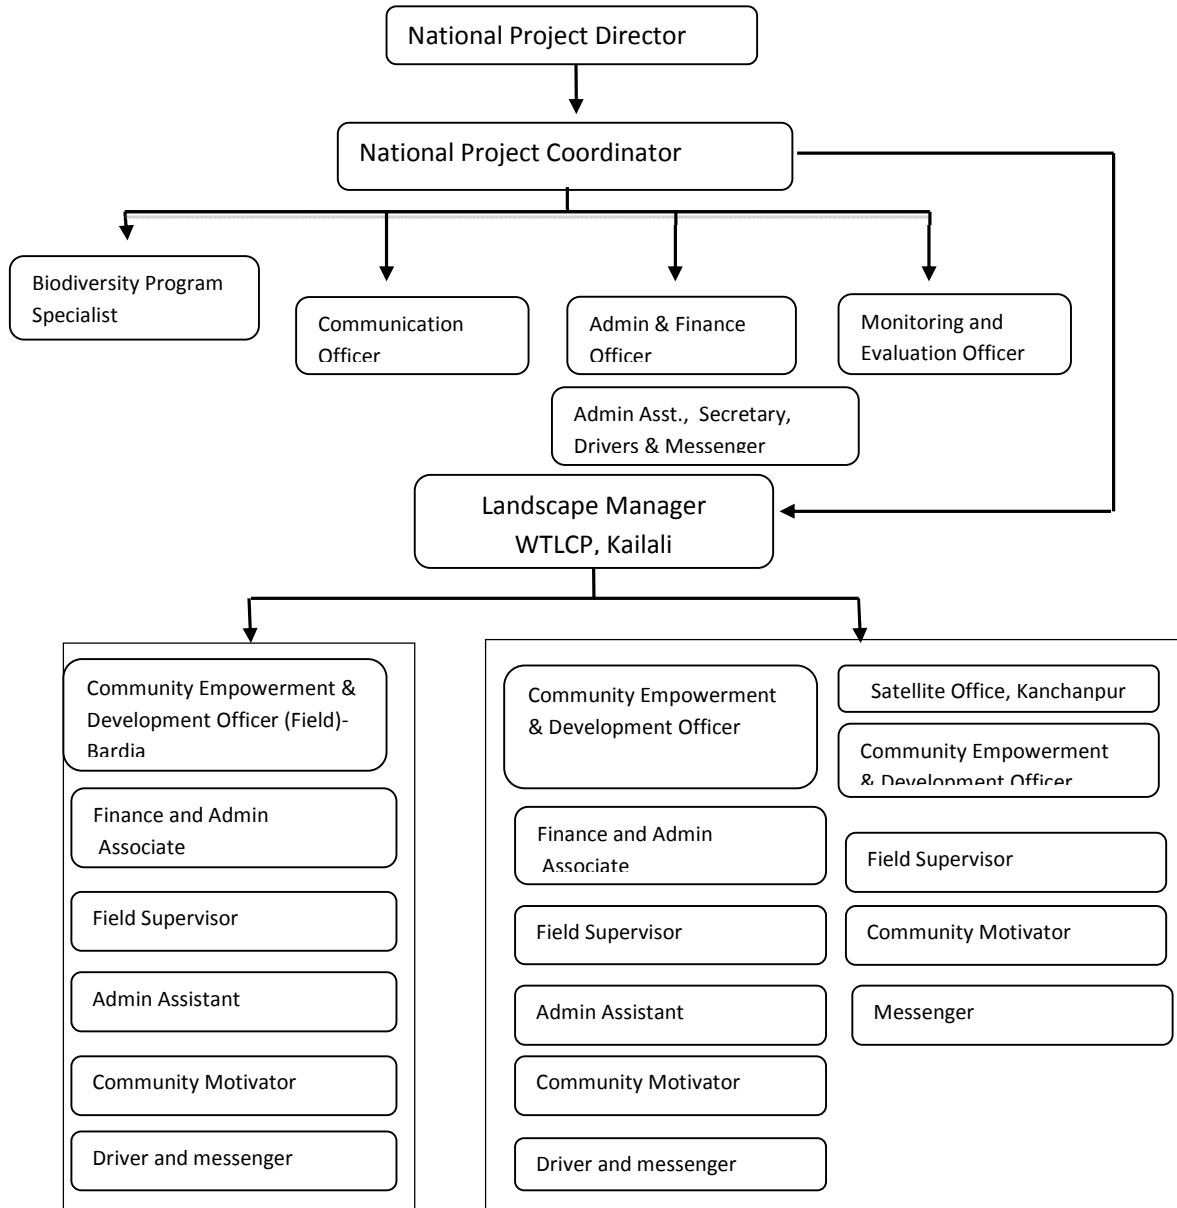 National Project Director
National Project Coordinator
Biodiversity Program
Specialist
Communication
Officer
Admin & Finance
Officer
Monitoring and
Evaluation Officer
Admin Asst., Secretary,
Drivers & Messenger
Landscape Manager
WTLCP, Kailali
Community Empowerment &
Development Officer (Field)-
Bardia
Finance and Admin
Associate
Field Supervisor
Admin Assistant
Community Motivator
Driver and messenger
Community Empowerment
& Development Officer
Finance and Admin
Associate
Field Supervisor
Admin Assistant
Community Motivator
Driver and messenger
Satellite Office, Kanchanpur
Community Empowerment
& Development Officer
Field Supervisor
Community Motivator
Messenger